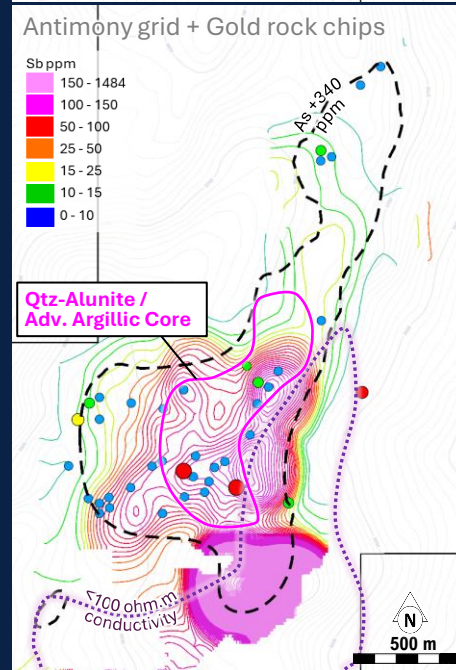 Antimony grid + Gold rock chips
Sb ppm
150 - 1484
100 - 150
50 - 100
25 - 50
15 - 25
10 - 15
0 - 10
As +340
ppm
Qtz-Alunite /
Adv. Argillic Core
<100 ohm.m
conductivity
N
500 m